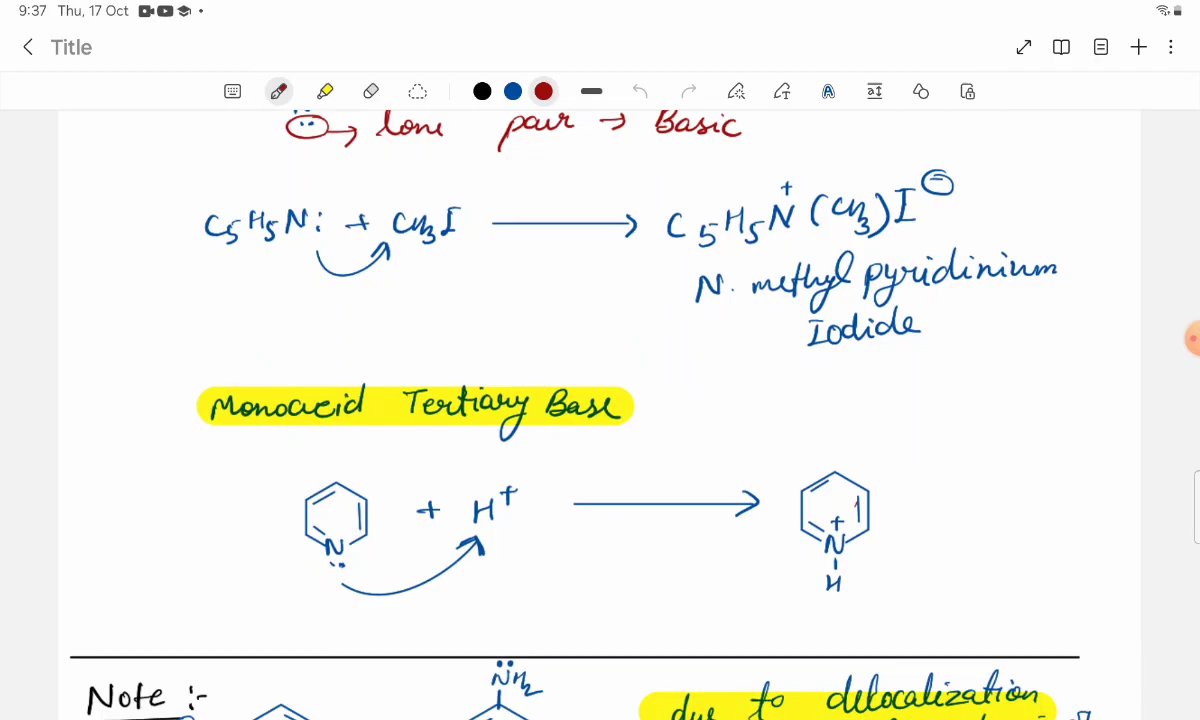 9:37 Thu, 17 Oct
Title
lone pair → Basic
C5H5N: + CH3I → C5H5N+(CH3)I⊖
N. methyl pyridinium
Iodide
Monoacid Tertiary Base
N + H+ → N+
H
Note :-
NH2
due to delocalization